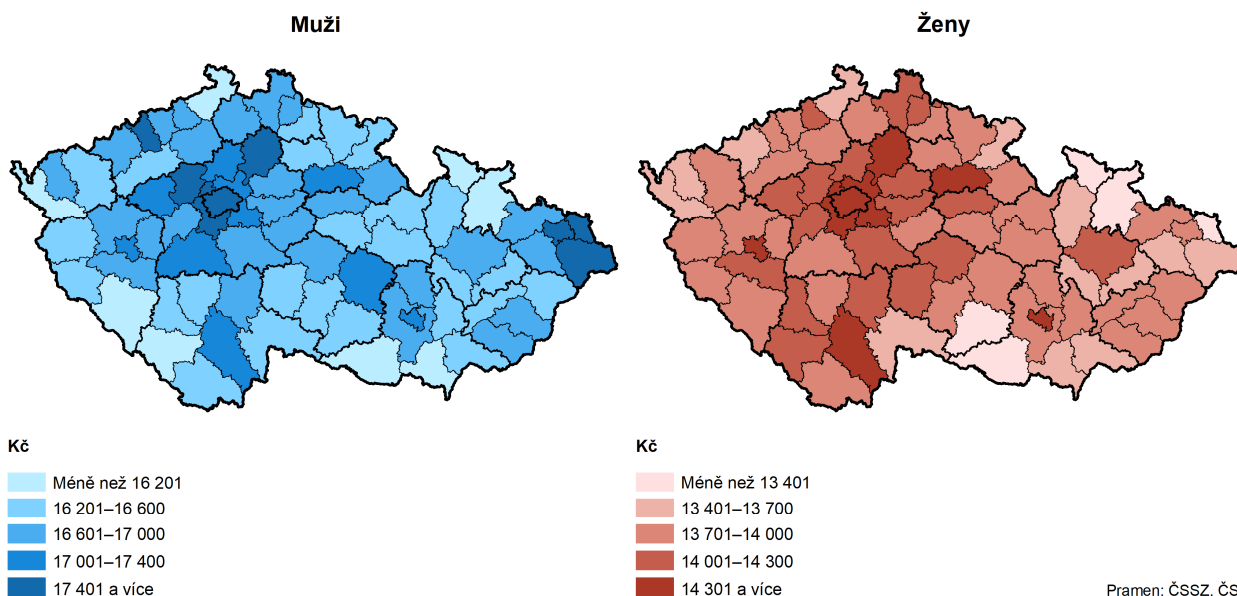 Muži
Ženy
Kč
Méně než 16 201
16 201–16 600
16 601–17 000
17 001–17 400
17 401 a více
Kč
Méně než 13 401
13 401–13 700
13 701–14 000
14 001–14 300
14 301 a více
Pramen: ČSSZ, ČS